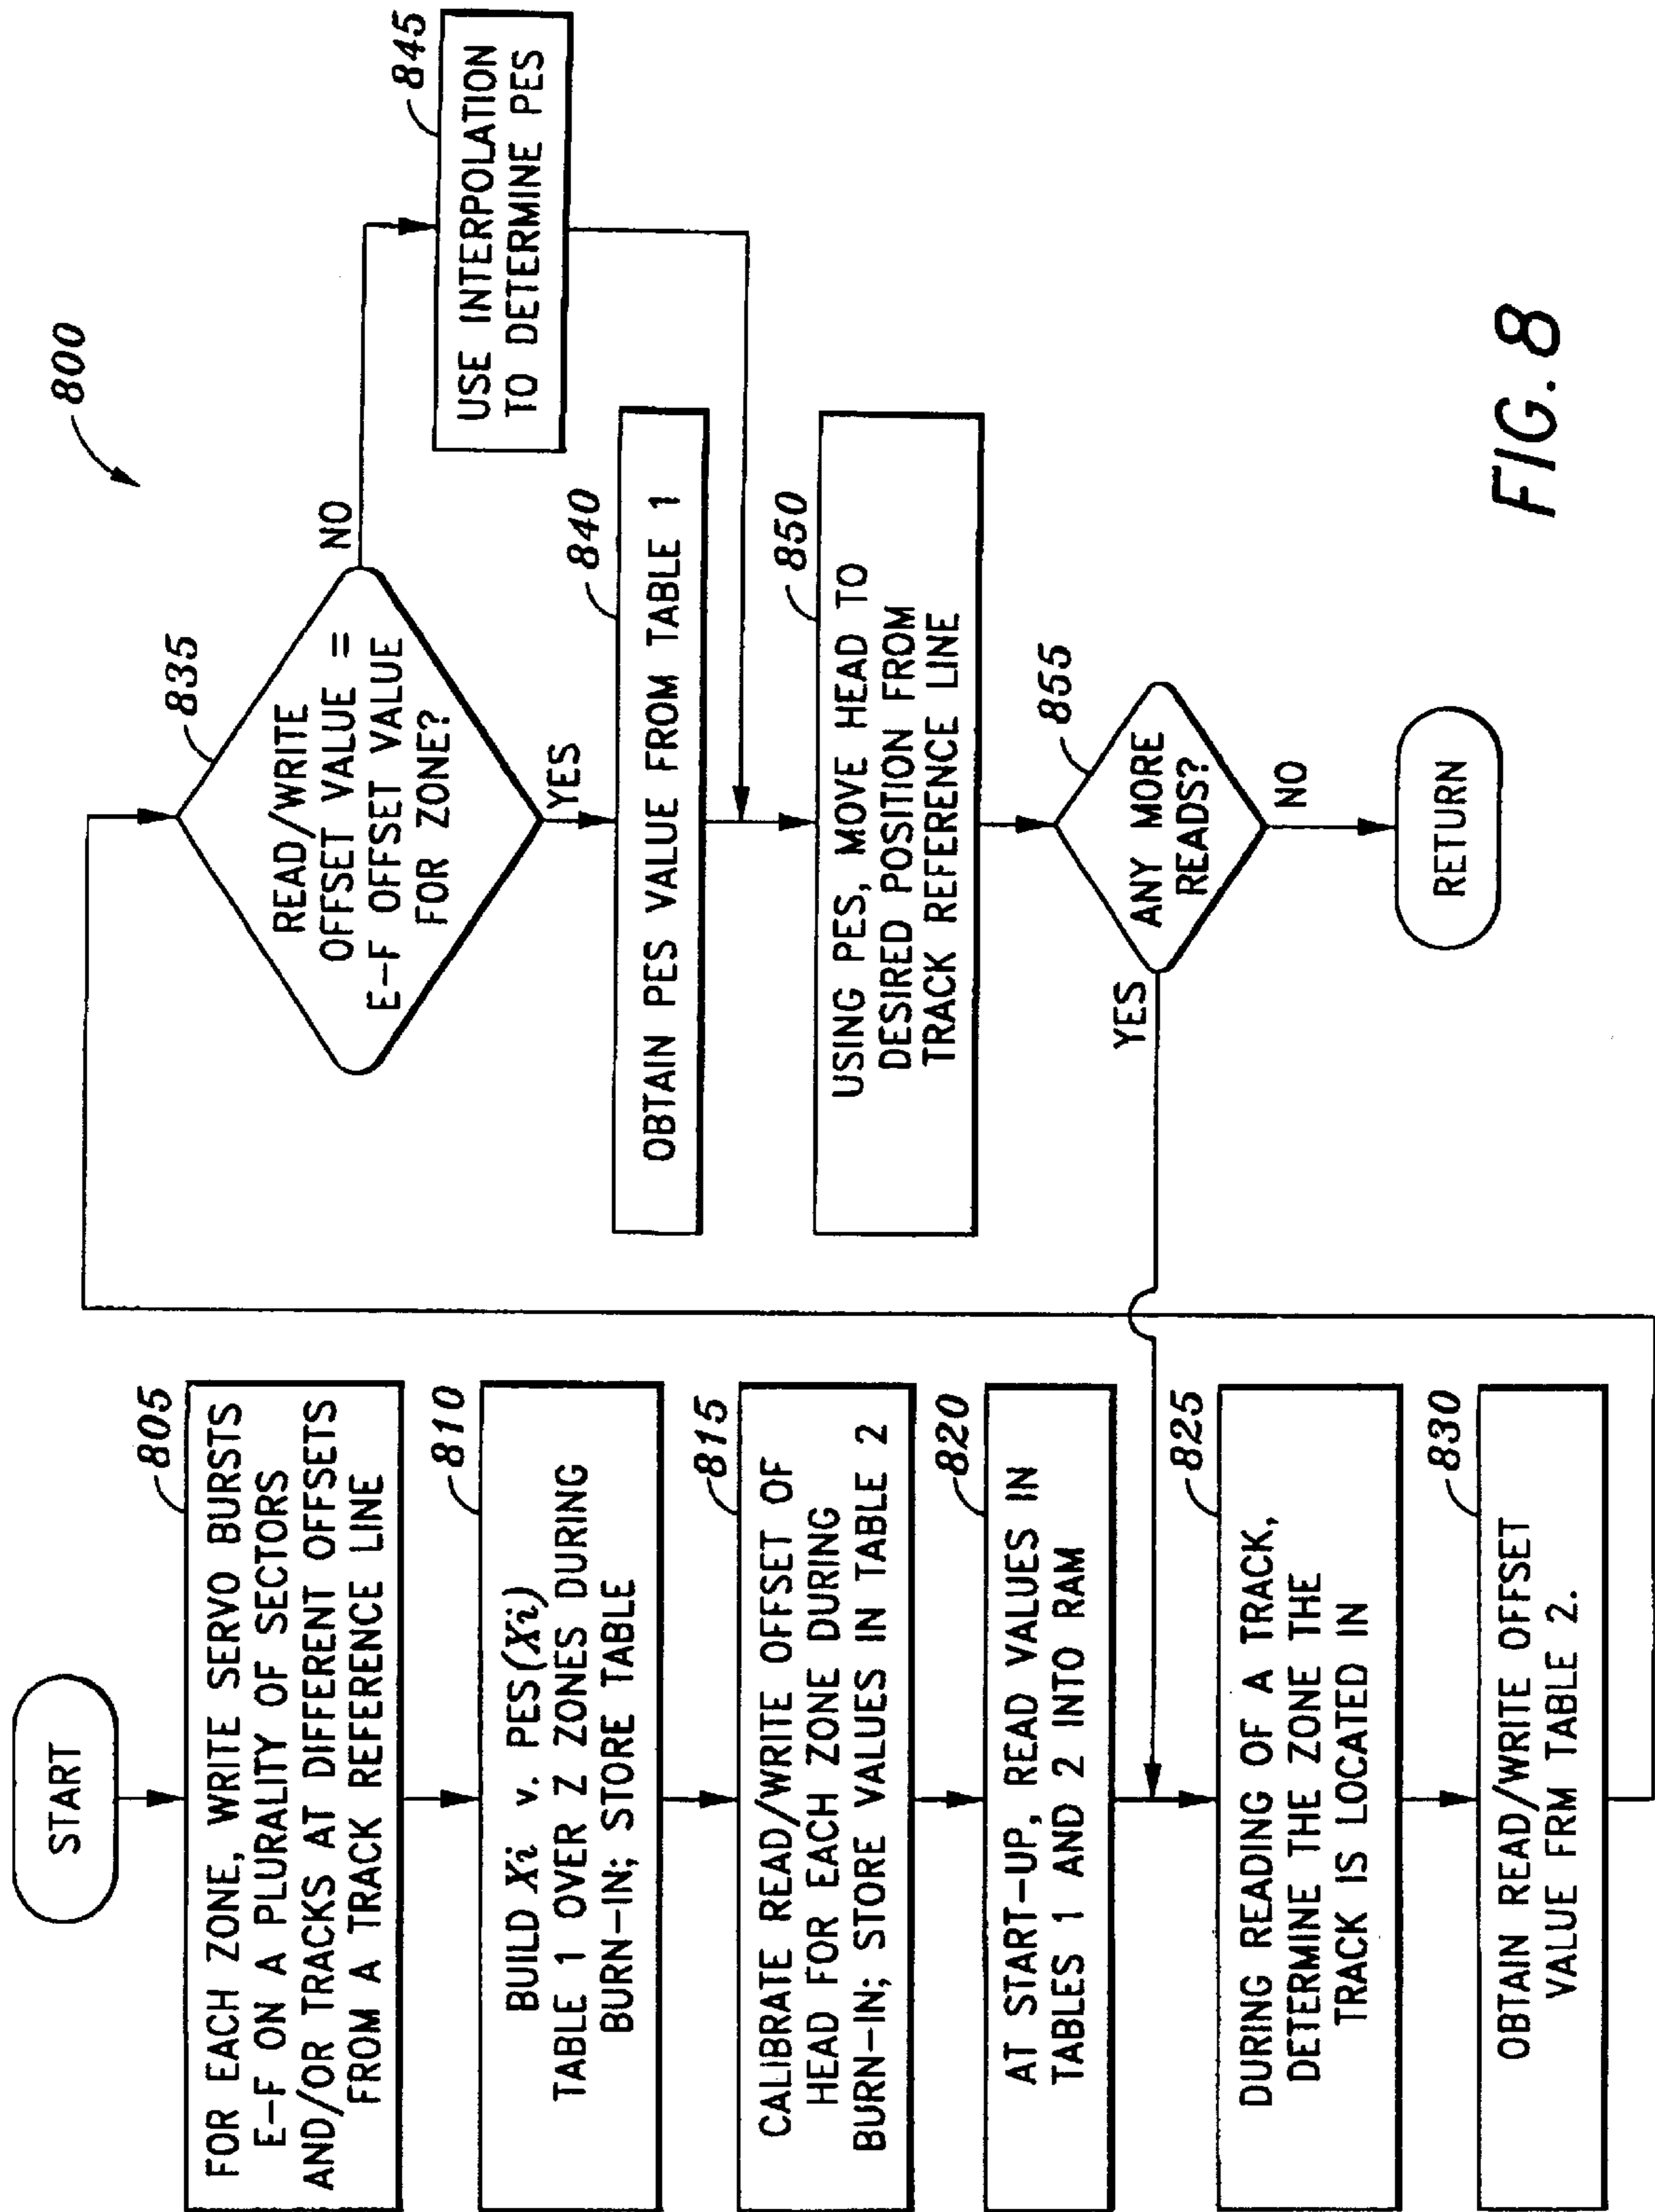 START
805
FOR EACH ZONE, WRITE SERVO BURSTS
E-F ON A PLURALITY OF SECTORS
AND/OR TRACKS AT DIFFERENT OFFSETS
FROM A TRACK REFERENCE LINE
810
BUILD Xi v. PES(Xi)
TABLE 1 OVER Z ZONES DURING
BURN-IN; STORE TABLE
815
CALIBRATE READ/WRITE OFFSET OF
HEAD FOR EACH ZONE DURING
BURN-IN; STORE VALUES IN TABLE 2
820
AT START-UP, READ VALUES IN
TABLES 1 AND 2 INTO RAM
825
DURING READING OF A TRACK,
DETERMINE THE ZONE THE
TRACK IS LOCATED IN
830
OBTAIN READ/WRITE OFFSET
VALUE FRM TABLE 2.
800
835
READ/WRITE
OFFSET VALUE =
E-F OFFSET VALUE
FOR ZONE?
NO
YES
845
USE INTERPOLATION
TO DETERMINE PES
840
OBTAIN PES VALUE FROM TABLE 1
850
USING PES, MOVE HEAD TO
DESIRED POSITION FROM
TRACK REFERENCE LINE
855
ANY MORE
READS?
YES
NO
RETURN
FIG. 8